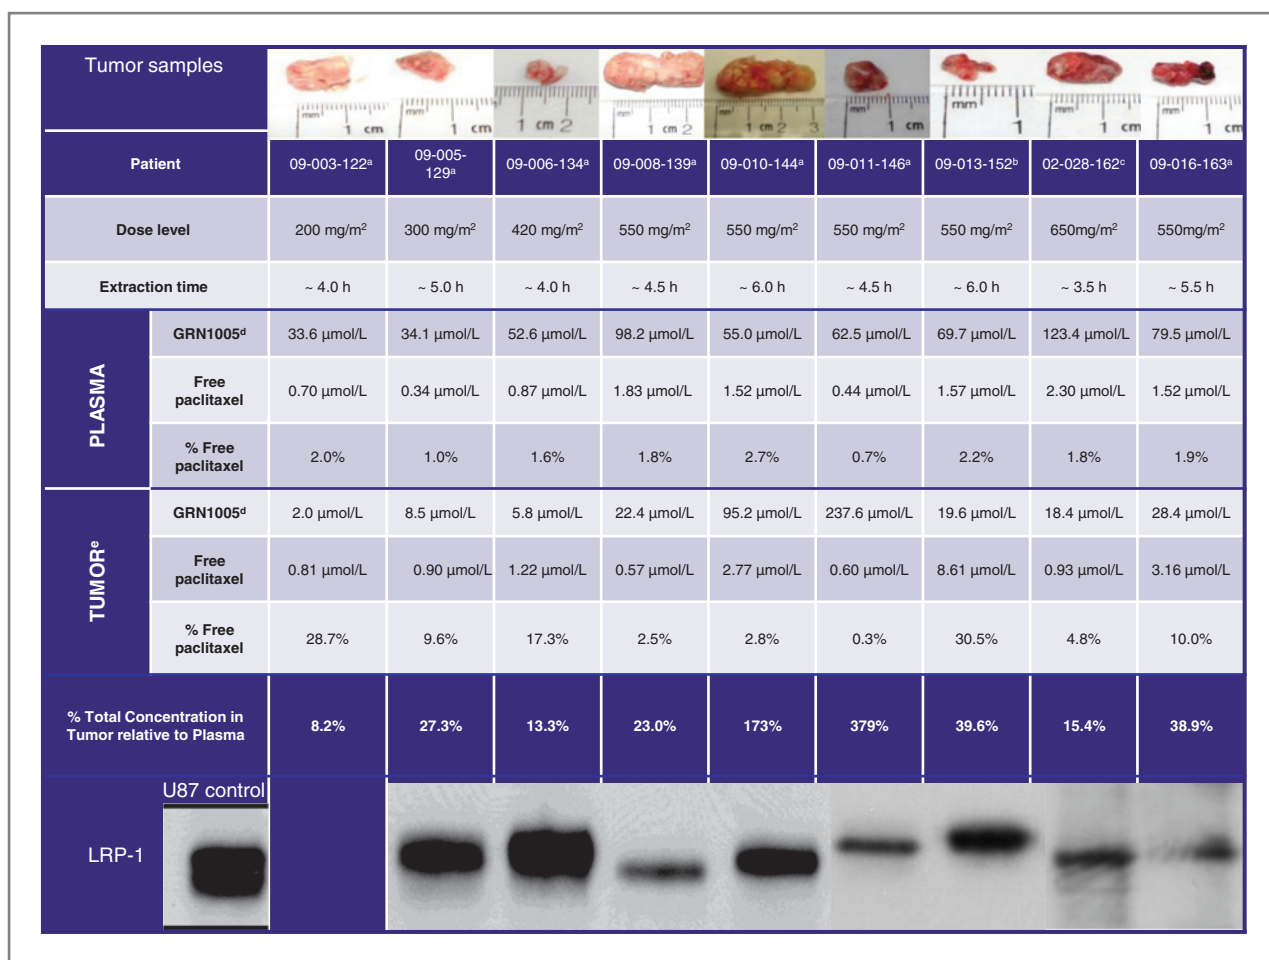 Tumor samples
mm 1 cm
mm 1 cm
1 cm 2
mm 1 cm 2
1 cm 2 3
mm 1 cm
mm 1
mm 1 cm
mm 1 cm
Patient 09-003-122ᵃ 09-005-129ᵃ 09-006-134ᵃ 09-008-139ᵃ 09-010-144ᵃ 09-011-146ᵃ 09-013-152ᵇ 02-028-162ᶜ 09-016-163ᵃ
Dose level 200 mg/m² 300 mg/m² 420 mg/m² 550 mg/m² 550 mg/m² 550 mg/m² 550 mg/m² 650mg/m² 550mg/m²
Extraction time ~ 4.0 h ~ 5.0 h ~ 4.0 h ~ 4.5 h ~ 6.0 h ~ 4.5 h ~ 6.0 h ~ 3.5 h ~ 5.5 h
PLASMA
GRN1005ᵈ 33.6 µmol/L 34.1 µmol/L 52.6 µmol/L 98.2 µmol/L 55.0 µmol/L 62.5 µmol/L 69.7 µmol/L 123.4 µmol/L 79.5 µmol/L
Free paclitaxel 0.70 µmol/L 0.34 µmol/L 0.87 µmol/L 1.83 µmol/L 1.52 µmol/L 0.44 µmol/L 1.57 µmol/L 2.30 µmol/L 1.52 µmol/L
% Free paclitaxel 2.0% 1.0% 1.6% 1.8% 2.7% 0.7% 2.2% 1.8% 1.9%
TUMORᵉ
GRN1005ᵈ 2.0 µmol/L 8.5 µmol/L 5.8 µmol/L 22.4 µmol/L 95.2 µmol/L 237.6 µmol/L 19.6 µmol/L 18.4 µmol/L 28.4 µmol/L
Free paclitaxel 0.81 µmol/L 0.90 µmol/L 1.22 µmol/L 0.57 µmol/L 2.77 µmol/L 0.60 µmol/L 8.61 µmol/L 0.93 µmol/L 3.16 µmol/L
% Free paclitaxel 28.7% 9.6% 17.3% 2.5% 2.8% 0.3% 30.5% 4.8% 10.0%
% Total Concentration in Tumor relative to Plasma 8.2% 27.3% 13.3% 23.0% 173% 379% 39.6% 15.4% 38.9%
U87 control
LRP-1